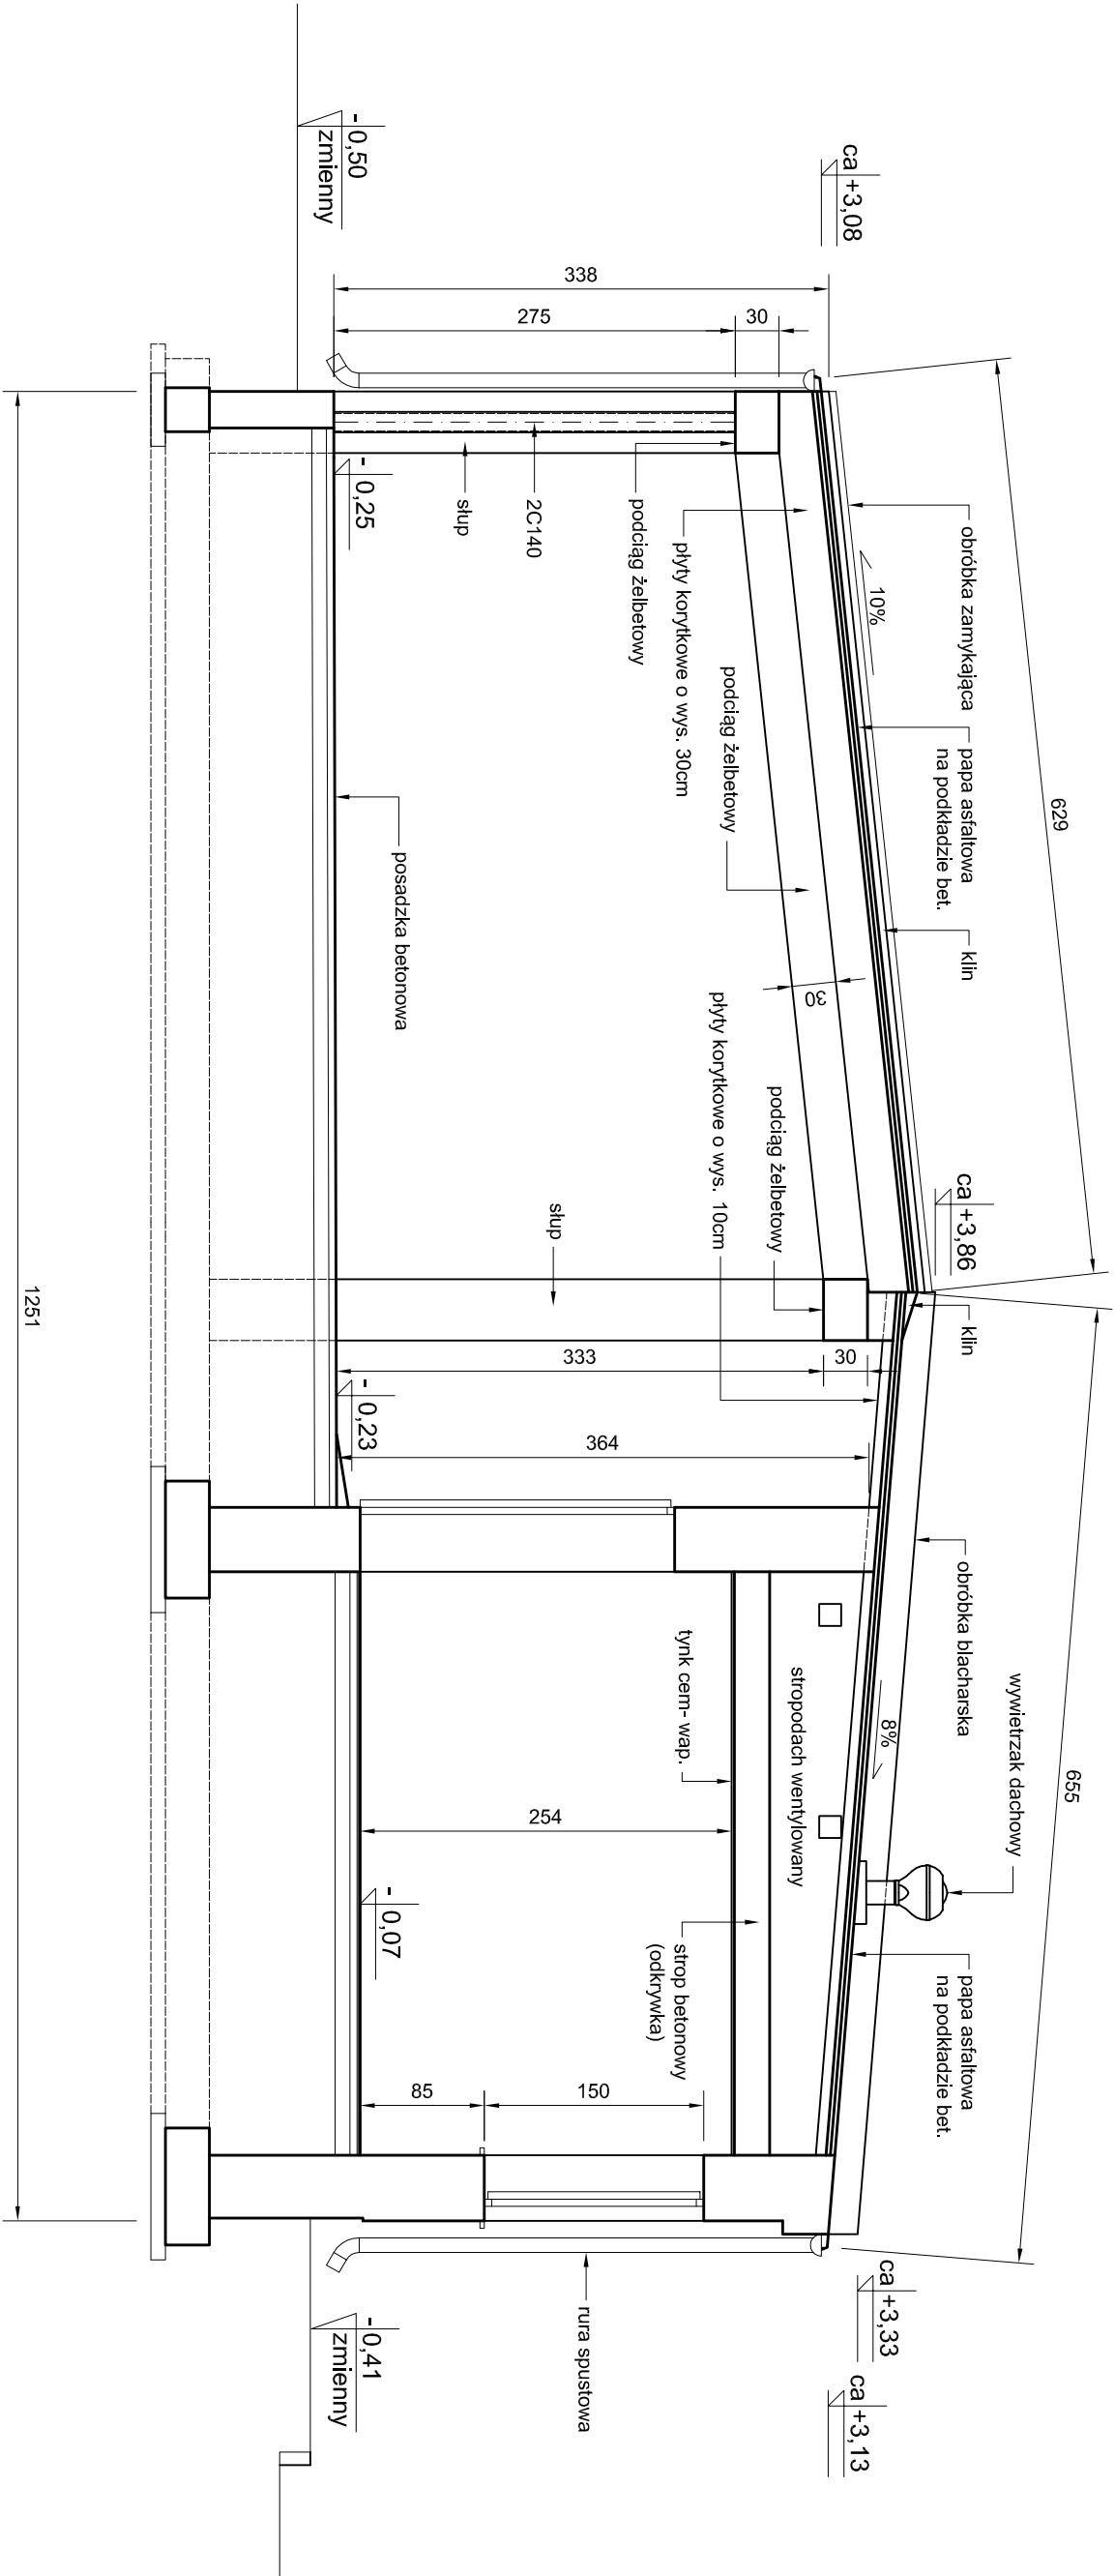 629
655
ca +3,08
ca +3,86
ca +3,33
ca +3,13
obróbka zamykająca
papa asfaltowa
na podkładzie bet.
klin
klin
obróbka blacharska
wywietrzak dachowy
papa asfaltowa
na podkładzie bet.
10%
8%
płyty korytkowe o wys. 30cm
podciąg żelbetowy
30
płyty korytkowe o wys. 10cm
podciąg żelbetowy
podciąg żelbetowy
2C140
słup
słup
338
275
30
333
30
364
stropodach wentylowany
tynk cem- wap.
strop betonowy
(odkrywka)
254
85
150
rura spustowa
posadzka betonowa
- 0,50
zmienny
- 0,25
- 0,23
- 0,07
- 0,41
zmienny
1251